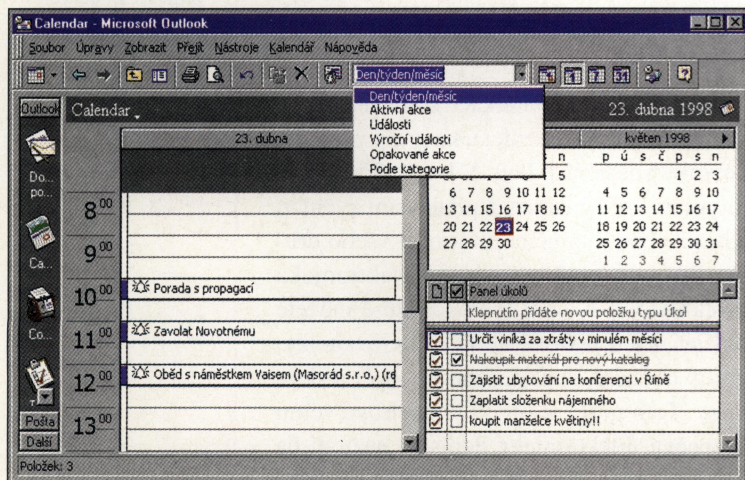 Calendar - Microsoft Outlook
Soubor Úpravy Zobrazit Přejít Nástroje Kalendář Nápověda
Den/týden/měsíc
Den/týden/měsíc
Aktivní akce
Události
Výroční události
Opakované akce
Podle kategorie
Outlook
Calendar
23. dubna 1998
Do...
po...
Ca...
Co...
Pošta
Další
23. dubna
8 00
9 00
10 00 Porada s propagací
11 00 Zavolat Novotnému
12 00 Oběd s náměstkem Vaisem (Masorád s.r.o.) (re
13 00
s n
5
6 7 8 9 10 11 12
13 14 15 16 17 18 19
20 21 22 23 24 25 26
27 28 29 30
květen 1998
p ú s č p s n
1 2 3
4 5 6 7 8 9 10
11 12 13 14 15 16 17
18 19 20 21 22 23 24
25 26 27 28 29 30 31
1 2 3 4 5 6 7
Panel úkolů
Klepnutím přidáte novou položku typu Úkol
Určit viníka za ztráty v minulém měsíci
Nakoupit materiál pro nový katalog
Zajistit ubytování na konferenci v Římě
Zaplatit složenku nájemného
koupit manželce květiny!!
Položek: 3